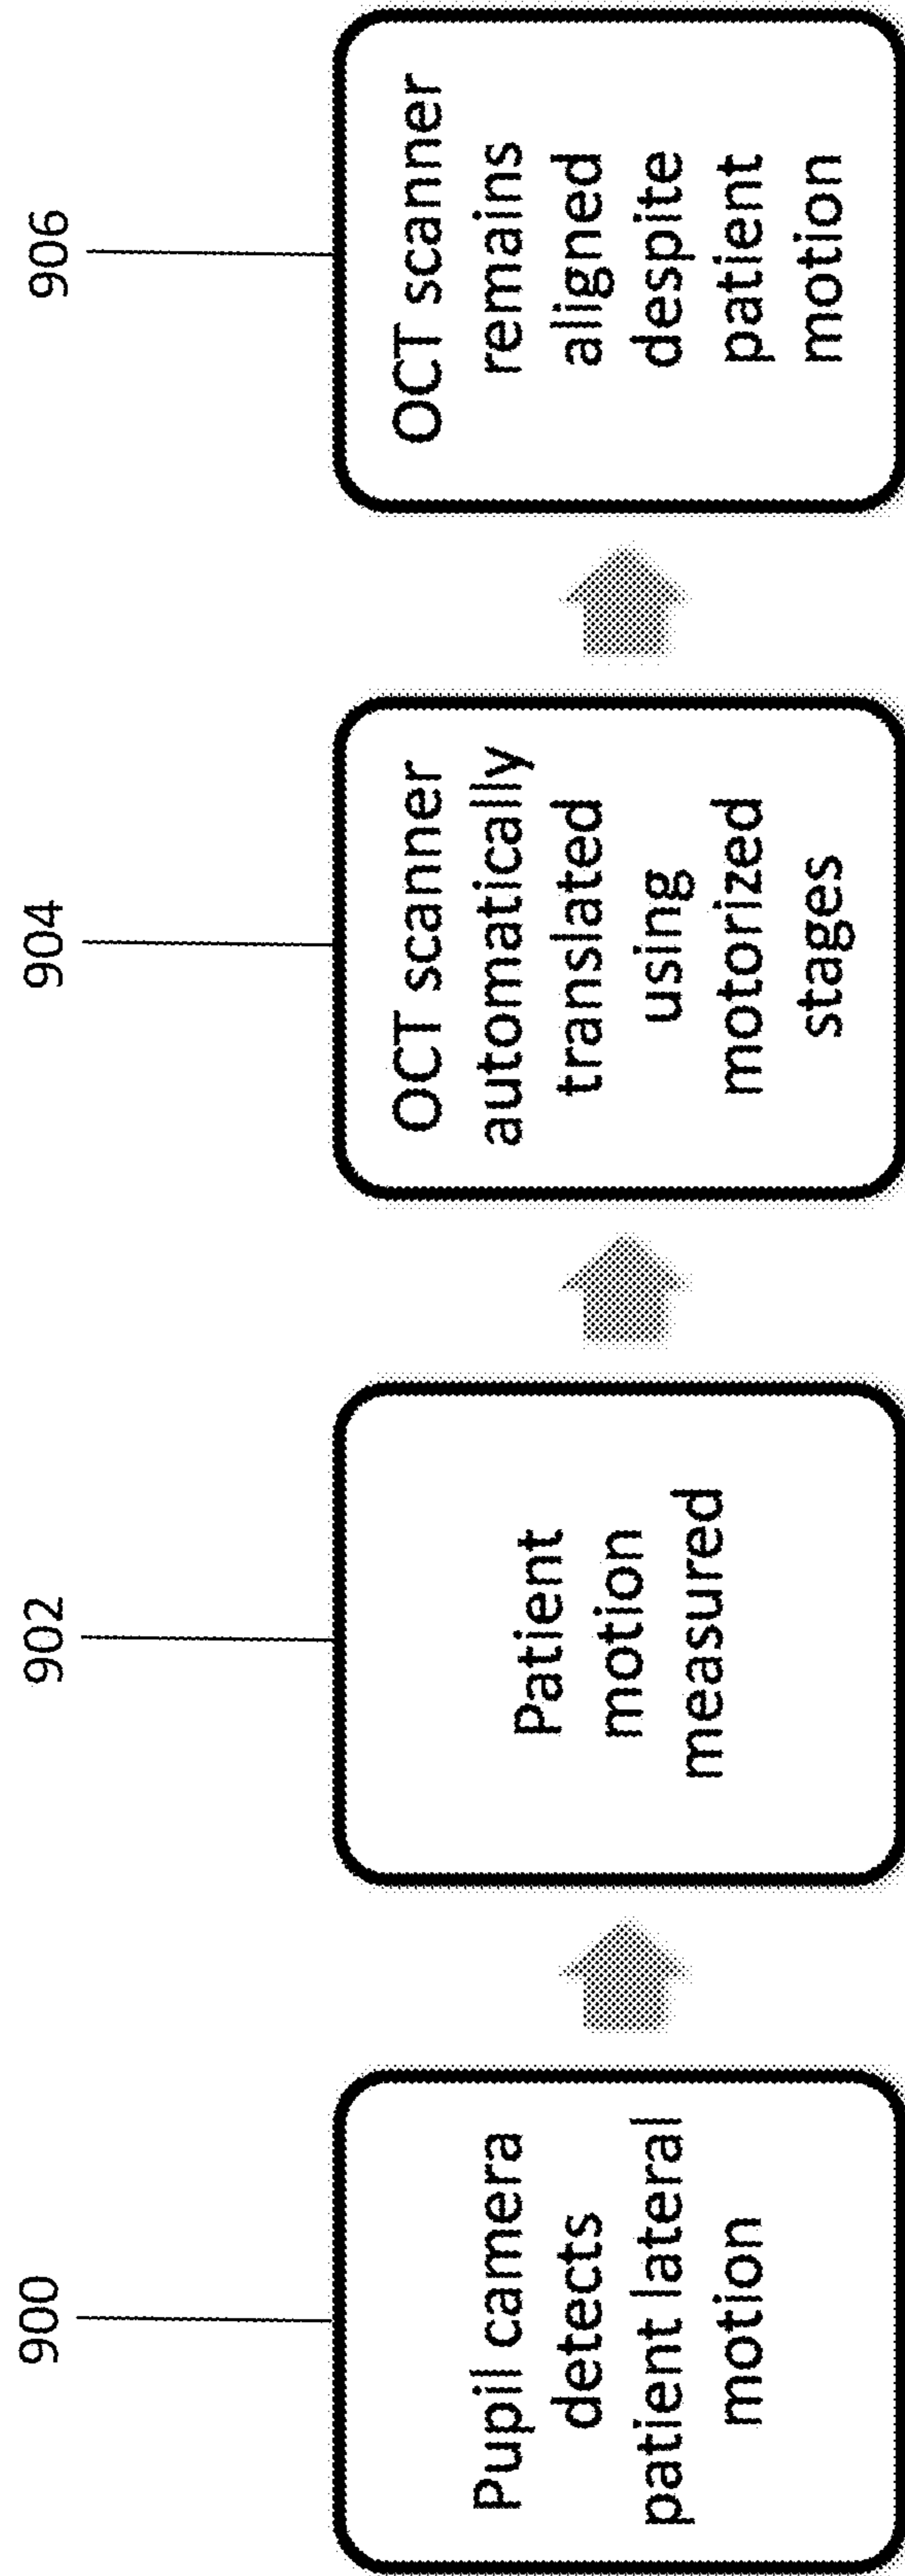 900
Pupil camera
detects
patient lateral
motion
902
Patient
motion
measured
904
OCT scanner
automatically
translated
using
motorized
stages
906
OCT scanner
remains
aligned
despite
patient
motion